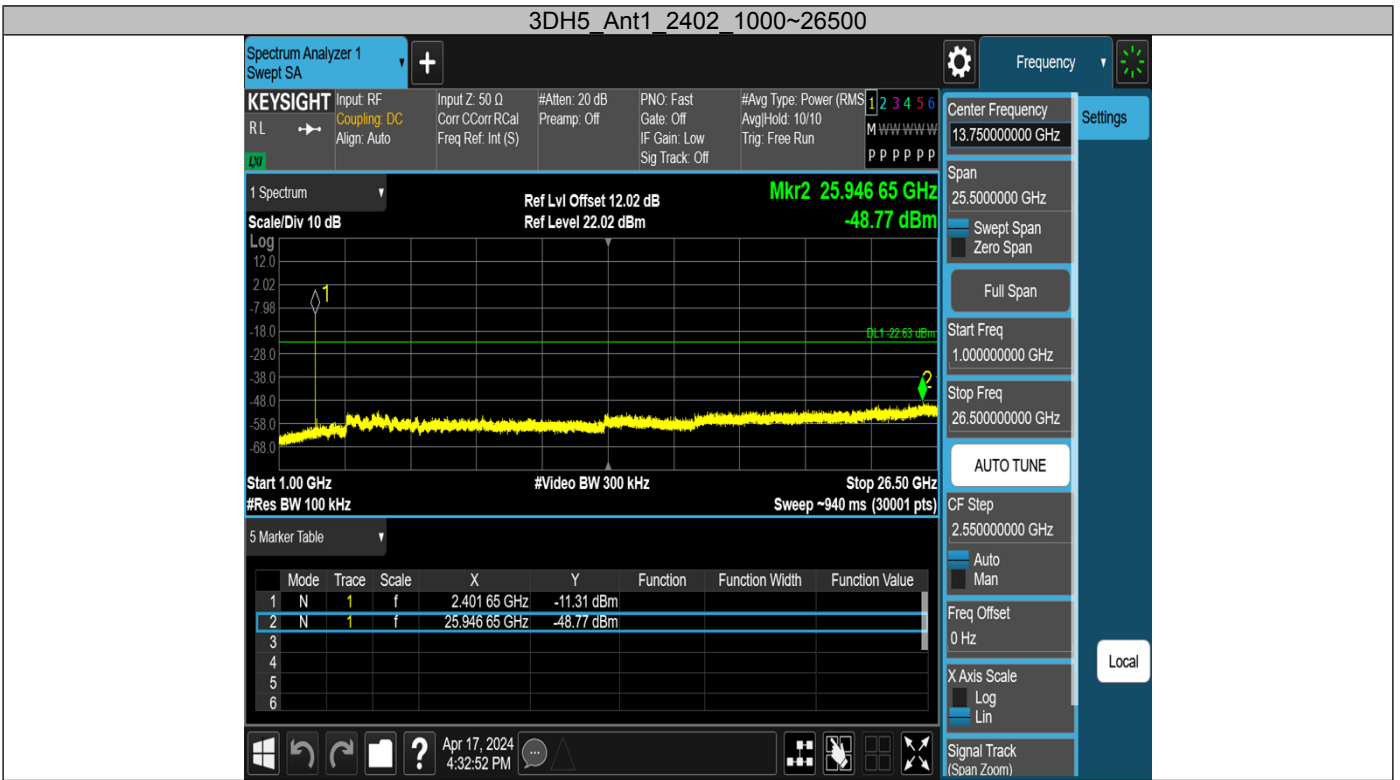 3DH5_Ant1_2402_1000~26500
Spectrum Analyzer 1
Swept SA
+
Frequency
KEYSIGHT
R L
LXI
Input: RF
Coupling: DC
Align: Auto
Input Z: 50 Ω
Corr CCorr RCal
Freq Ref: Int (S)
#Atten: 20 dB
Preamp: Off
PNO: Fast
Gate: Off
IF Gain: Low
Sig Track: Off
#Avg Type: Power (RMS
Avg|Hold: 10/10
Trig: Free Run
1 2 3 4 5 6
M W W W W W
P P P P P P
1 Spectrum
Scale/Div 10 dB
Ref Lvl Offset 12.02 dB
Ref Level 22.02 dBm
Mkr2 25.946 65 GHz
-48.77 dBm
Log
12.0
2.02
-7.98
-18.0
-28.0
-38.0
-48.0
-58.0
-68.0
1
DL1 -22.63 dBm
2
Start 1.00 GHz
#Res BW 100 kHz
#Video BW 300 kHz
Stop 26.50 GHz
Sweep ~940 ms (30001 pts)
5 Marker Table
Mode Trace Scale X Y Function Function Width Function Value
1 N 1 f 2.401 65 GHz -11.31 dBm
2 N 1 f 25.946 65 GHz -48.77 dBm
3
4
5
6
?
Apr 17, 2024
4:32:52 PM
Center Frequency
13.750000000 GHz
Settings
Span
25.5000000 GHz
Swept Span
Zero Span
Full Span
Start Freq
1.000000000 GHz
Stop Freq
26.500000000 GHz
AUTO TUNE
CF Step
2.550000000 GHz
Auto
Man
Freq Offset
0 Hz
Local
X Axis Scale
Log
Lin
Signal Track
(Span Zoom)